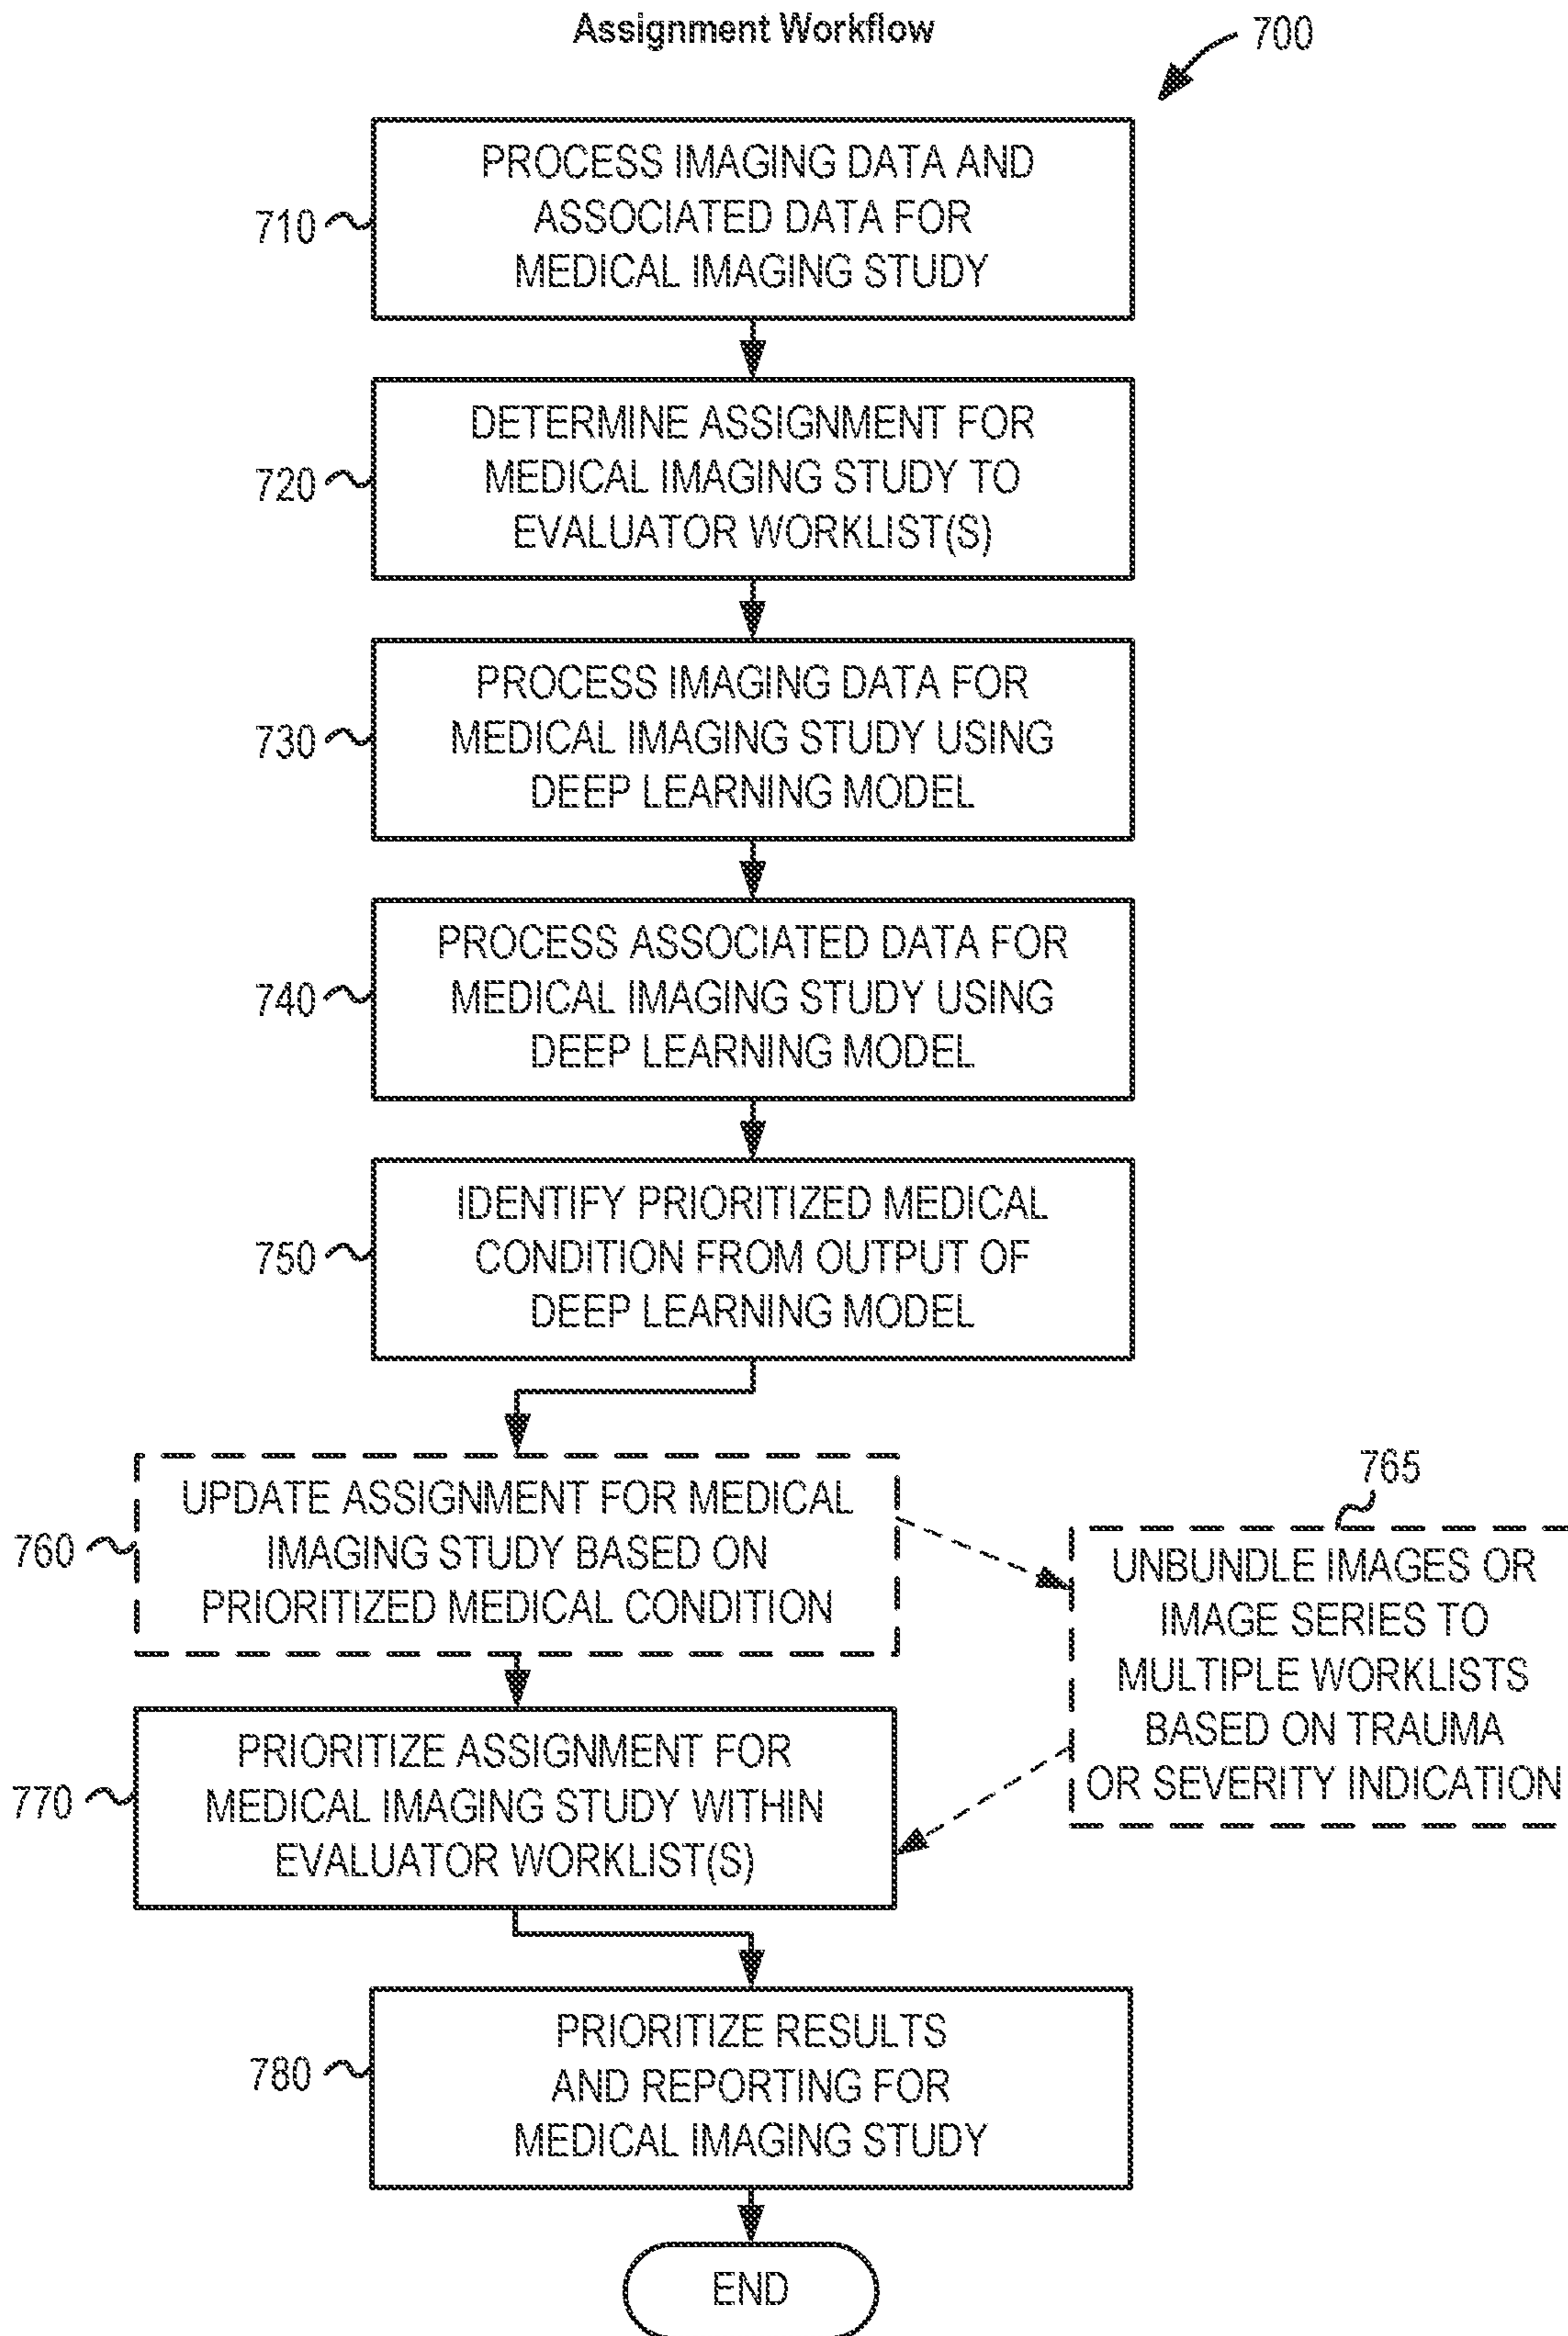 Assignment Workflow
700
710
PROCESS IMAGING DATA AND
ASSOCIATED DATA FOR
MEDICAL IMAGING STUDY
720
DETERMINE ASSIGNMENT FOR
MEDICAL IMAGING STUDY TO
EVALUATOR WORKLIST(S)
730
PROCESS IMAGING DATA FOR
MEDICAL IMAGING STUDY USING
DEEP LEARNING MODEL
740
PROCESS ASSOCIATED DATA FOR
MEDICAL IMAGING STUDY USING
DEEP LEARNING MODEL
750
IDENTIFY PRIORITIZED MEDICAL
CONDITION FROM OUTPUT OF
DEEP LEARNING MODEL
760
UPDATE ASSIGNMENT FOR MEDICAL
IMAGING STUDY BASED ON
PRIORITIZED MEDICAL CONDITION
765
UNBUNDLE IMAGES OR
IMAGE SERIES TO
MULTIPLE WORKLISTS
BASED ON TRAUMA
OR SEVERITY INDICATION
770
PRIORITIZE ASSIGNMENT FOR
MEDICAL IMAGING STUDY WITHIN
EVALUATOR WORKLIST(S)
780
PRIORITIZE RESULTS
AND REPORTING FOR
MEDICAL IMAGING STUDY
END